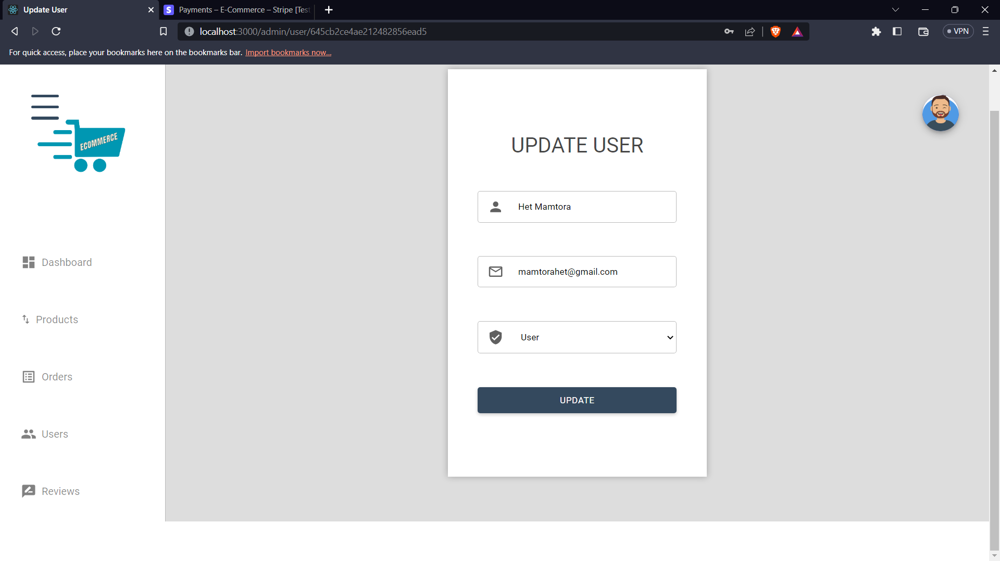 Update User
S Payments – E-Commerce – Stripe [Test
localhost:3000/admin/user/645cb2ce4ae212482856ead5
VPN
For quick access, place your bookmarks here on the bookmarks bar. Import bookmarks now...
ECOMMERCE
Dashboard
Products
Orders
Users
Reviews
UPDATE USER
Het Mamtora
mamtorahet@gmail.com
User
UPDATE